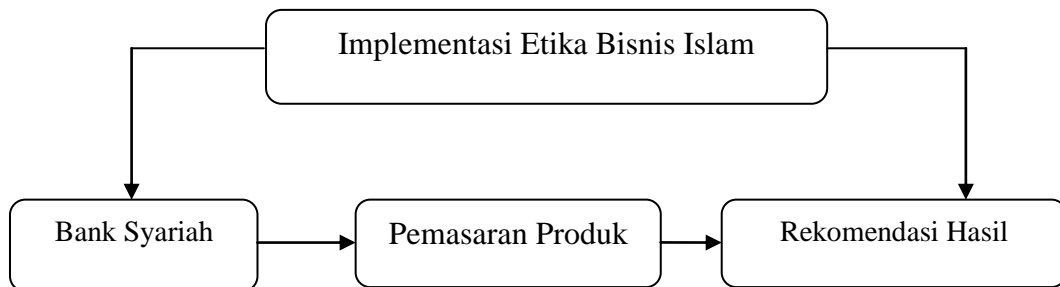 Implementasi Etika Bisnis Islam
Bank Syariah
Pemasaran Produk
Rekomendasi Hasil